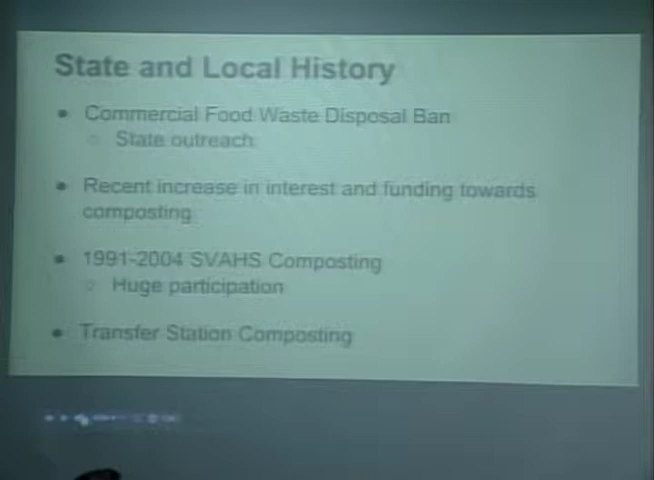 State and Local History
Commercial Food Waste Disposal Ban
State outreach
Recent increase in interest and funding towards
composting
1991-2004 SVAHS Composting
Huge participation
Transfer Station Composting